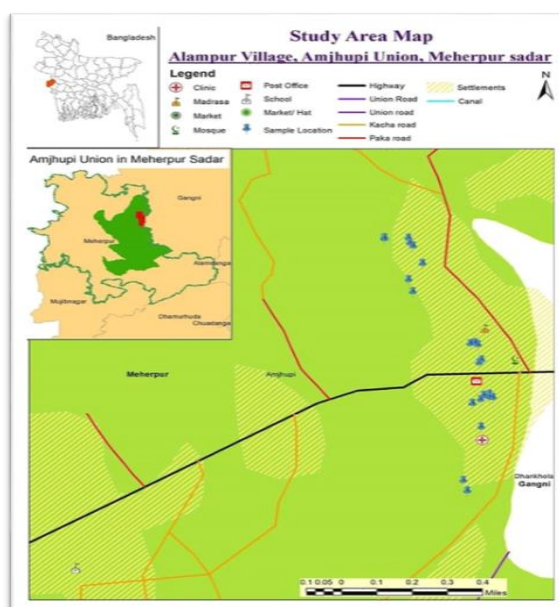 Bangladesh
Study Area Map
Alampur Village, Amjhupi Union, Meherpur sadar
Legend
N
Clinic
Madrasa
Market
Mosque
Post Office
School
Market/ Hat
Sample Location
Highway
Union Road
Union road
Kacha road
Paka road
Settlements
Canal
Amjhupi Union in Meherpur Sadar
Gangni
Meherpur
Alamdanga
Mujibnagar
Damurhuda
Chuadanga
Meherpur
Amjhupi
Dhankhola
Gangni
0.1 0.05 0 0.1 0.2 0.3 0.4
Miles